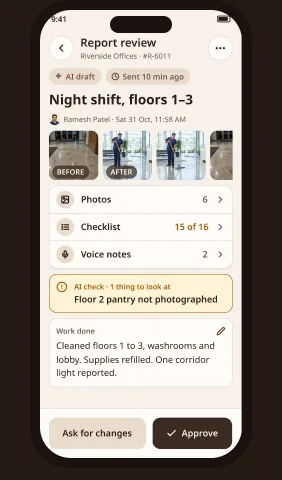 9:41
Report review
Riverside Offices · #R-6011
AI draft
Sent 10 min ago
Night shift, floors 1–3
Ramesh Patel · Sat 31 Oct, 11:58 AM
BEFORE
AFTER
Photos 6
Checklist 15 of 16
Voice notes 2
AI check · 1 thing to look at
Floor 2 pantry not photographed
Work done
Cleaned floors 1 to 3, washrooms and
lobby. Supplies refilled. One corridor
light reported.
Ask for changes
Approve